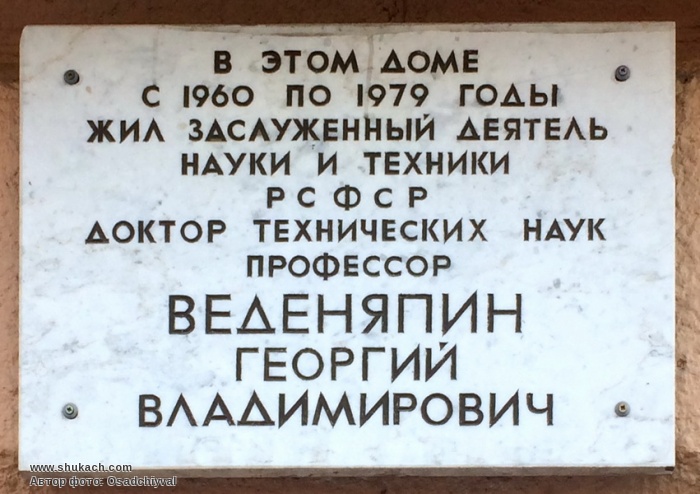 В ЭТОМ ДОМЕ
С 1960 ПО 1979 ГОДЫ
ЖИЛ ЗАСЛУЖЕННЫЙ ДЕЯТЕЛЬ
НАУКИ И ТЕХНИКИ
РСФСР
ДОКТОР ТЕХНИЧЕСКИХ НАУК
ПРОФЕССОР
ВЕДЕНЯПИН
ГЕОРГИЙ
ВЛАДИМИРОВИЧ
www.shukach.com
Автор фото: Osadchiyval